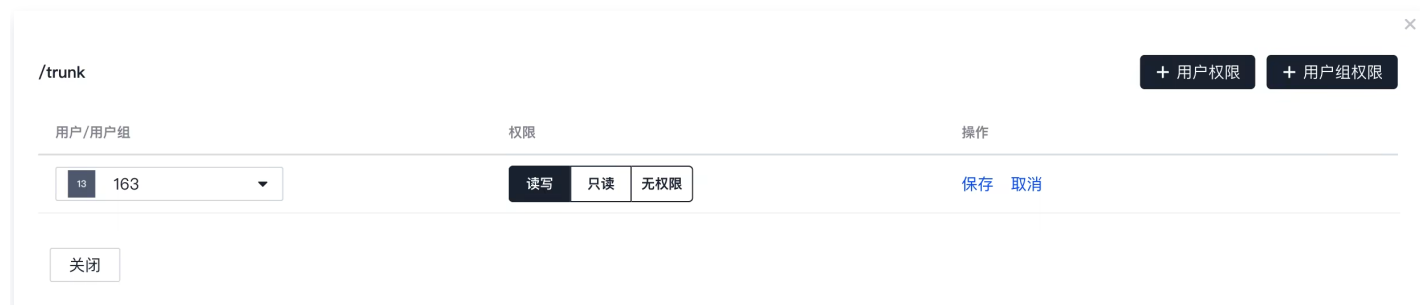 ×
/trunk
+ 用户权限
+ 用户组权限
用户/用户组 权限 操作
13 163 读写 只读 无权限 保存 取消
关闭